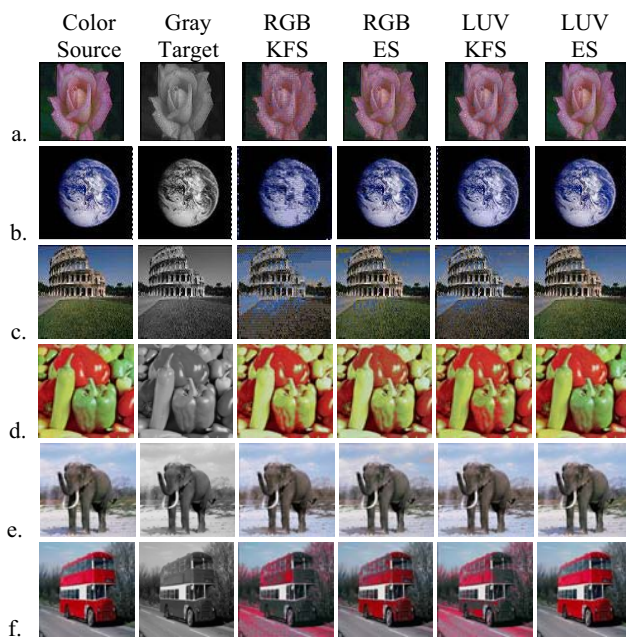 Color Gray RGB RGB LUV LUV
Source Target KFS ES KFS ES
a.
b.
c.
d.
e.
f.